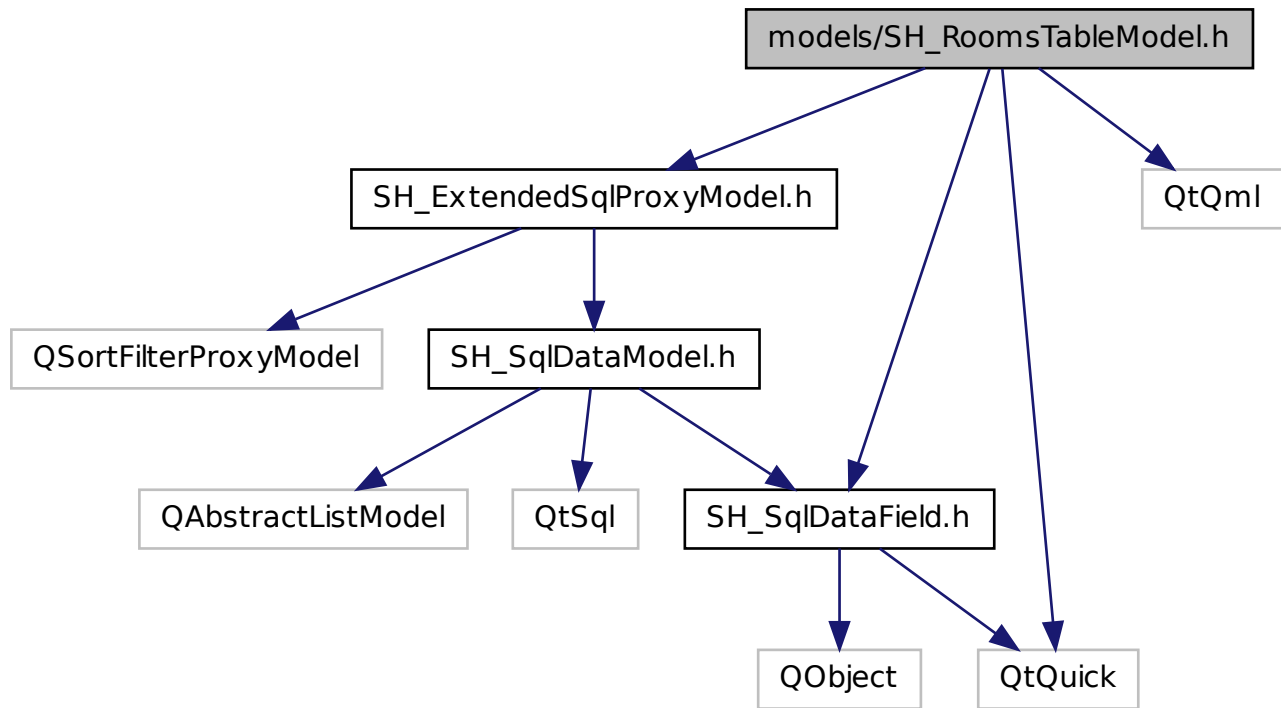 models/SH_RoomsTableModel.h
SH_ExtendedSqlProxyModel.h
QtQml
QSortFilterProxyModel
SH_SqlDataModel.h
QAbstractListModel
QtSql
SH_SqlDataField.h
QObject
QtQuick